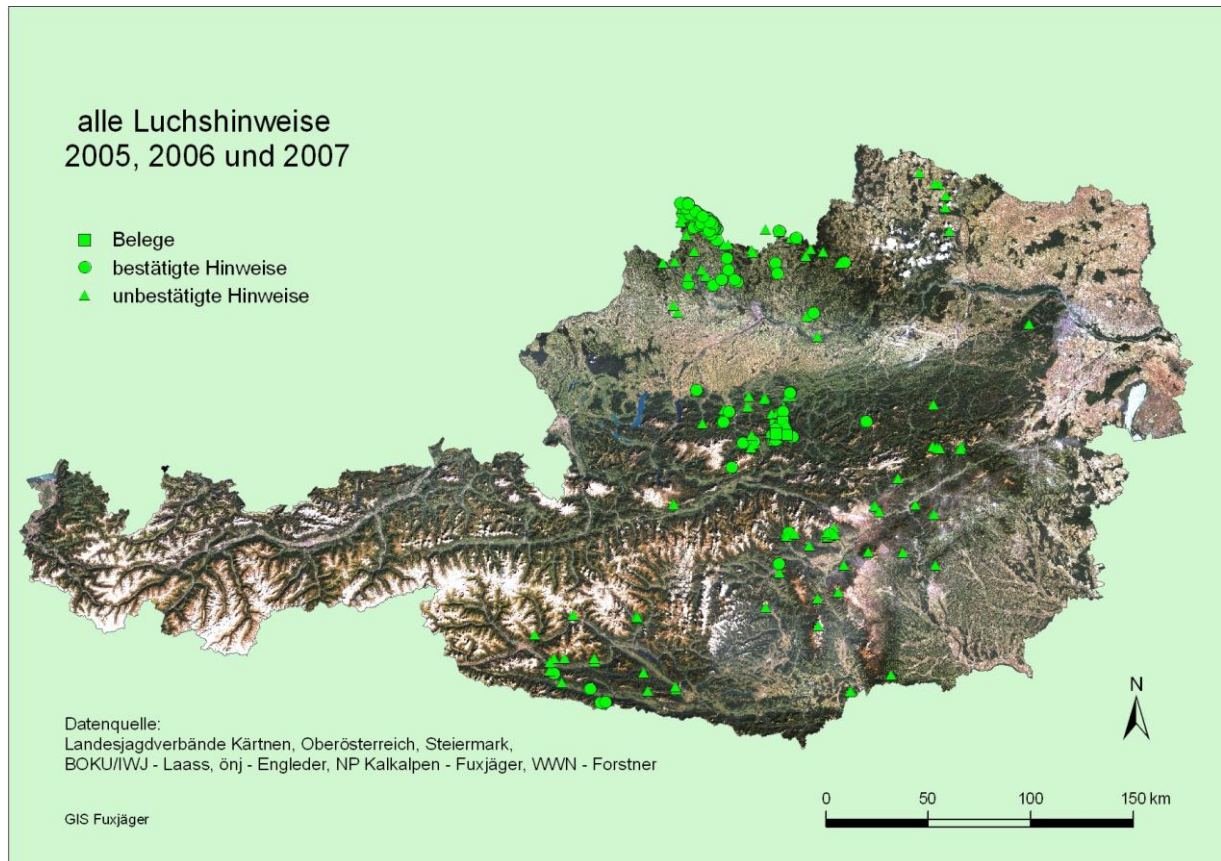 alle Luchshinweise
2005, 2006 und 2007
Belege
bestätigte Hinweise
unbestätigte Hinweise
Datenquelle:
Landesjagdverbände Kärtnen, Oberösterreich, Steiermark,
BOKU/IWJ - Laass, önj - Engleder, NP Kalkalpen - Fuxjäger, WWN - Forstner
GIS Fuxjäger
N
0 50 100 150 km